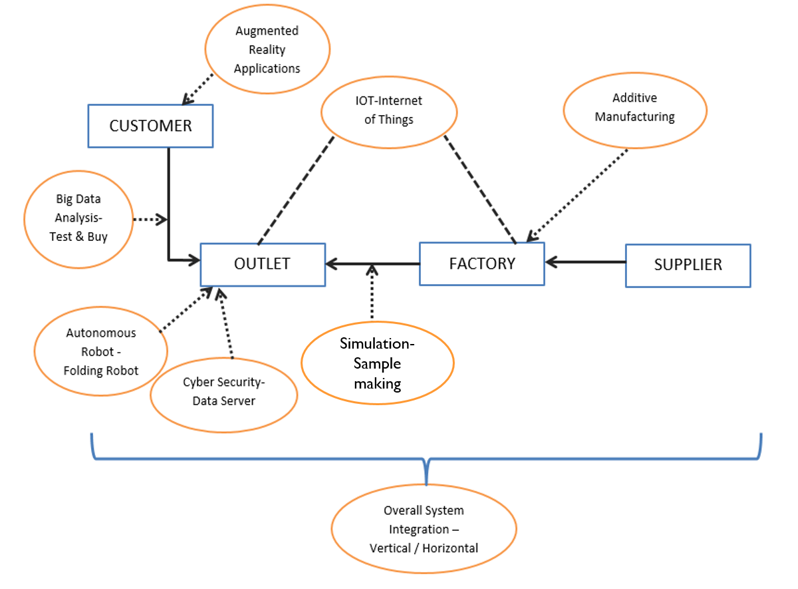 Augmented
Reality
Applications
CUSTOMER
IOT-Internet
of Things
Additive
Manufacturing
Big Data
Analysis-
Test & Buy
OUTLET
FACTORY
SUPPLIER
Autonomous
Robot -
Folding Robot
Cyber Security-
Data Server
Simulation-
Sample
making
Overall System
Integration –
Vertical / Horizontal